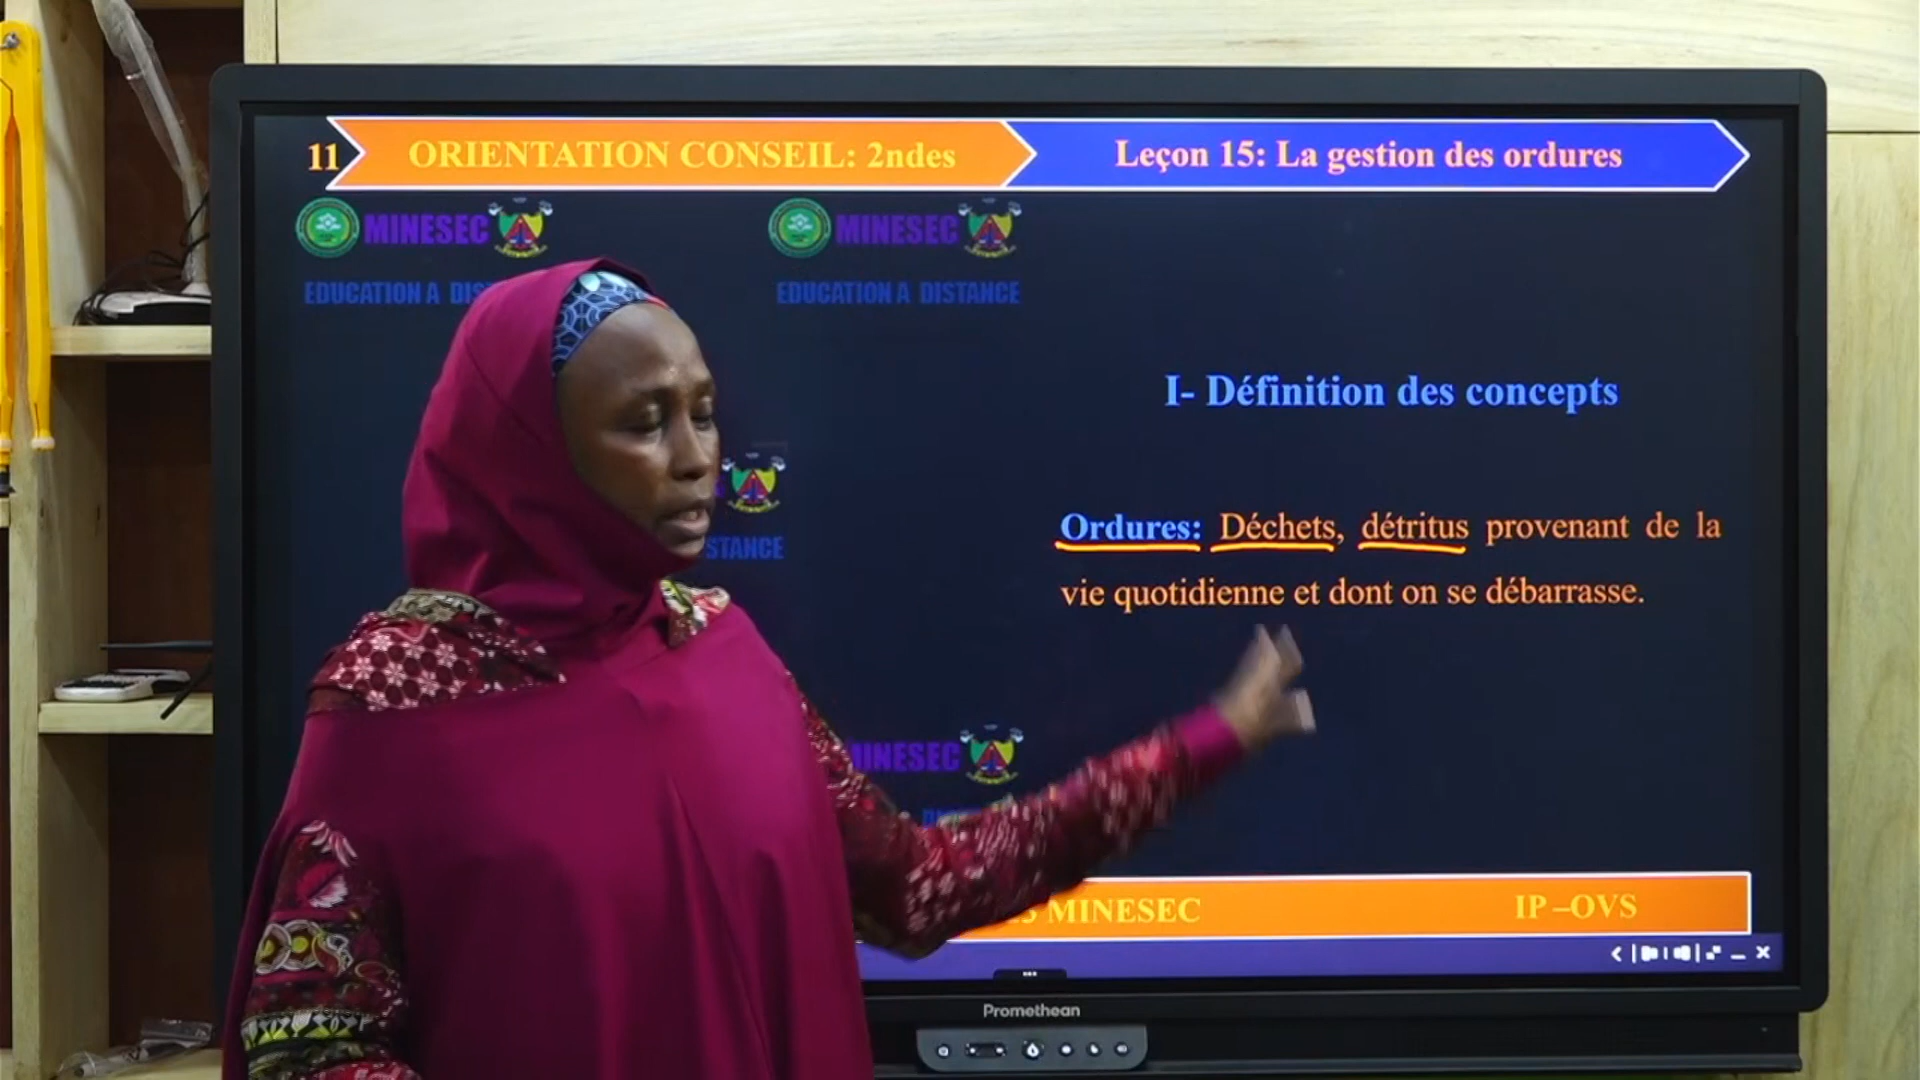 11
ORIENTATION CONSEIL: 2ndes
Leçon 15: La gestion des ordures
MINESEC
MINESEC
EDUCATION A
EDUCATION A DISTANCE
I- Définition des concepts
Ordures: Déchets, détritus provenant de la
vie quotidienne et dont on se débarrasse.
STANCE
MINESEC
MINESEC
IP –OVS
Promethean